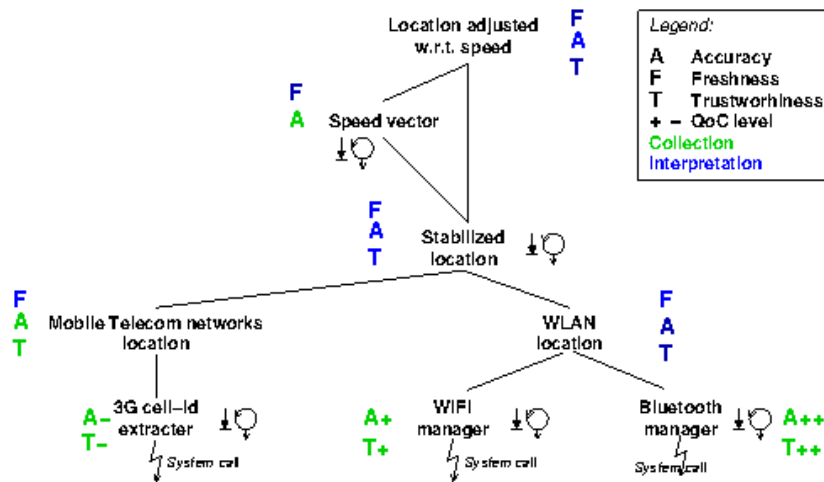 Location adjusted
w.r.t. speed
F
A
T
Legend:
A Accuracy
F Freshness
T Trustworhiness
+ − QoC level
Collection
Interpretation
F
A
Speed vector
F
A
T
Stabilized
location
F
A
T
Mobile Telecom networks
location
WLAN
location
F
A
T
A−
T−
3G cell−Id
extracter
System call
A+
T+
WIFI
manager
System call
Bluetooth
manager
System call
A++
T++